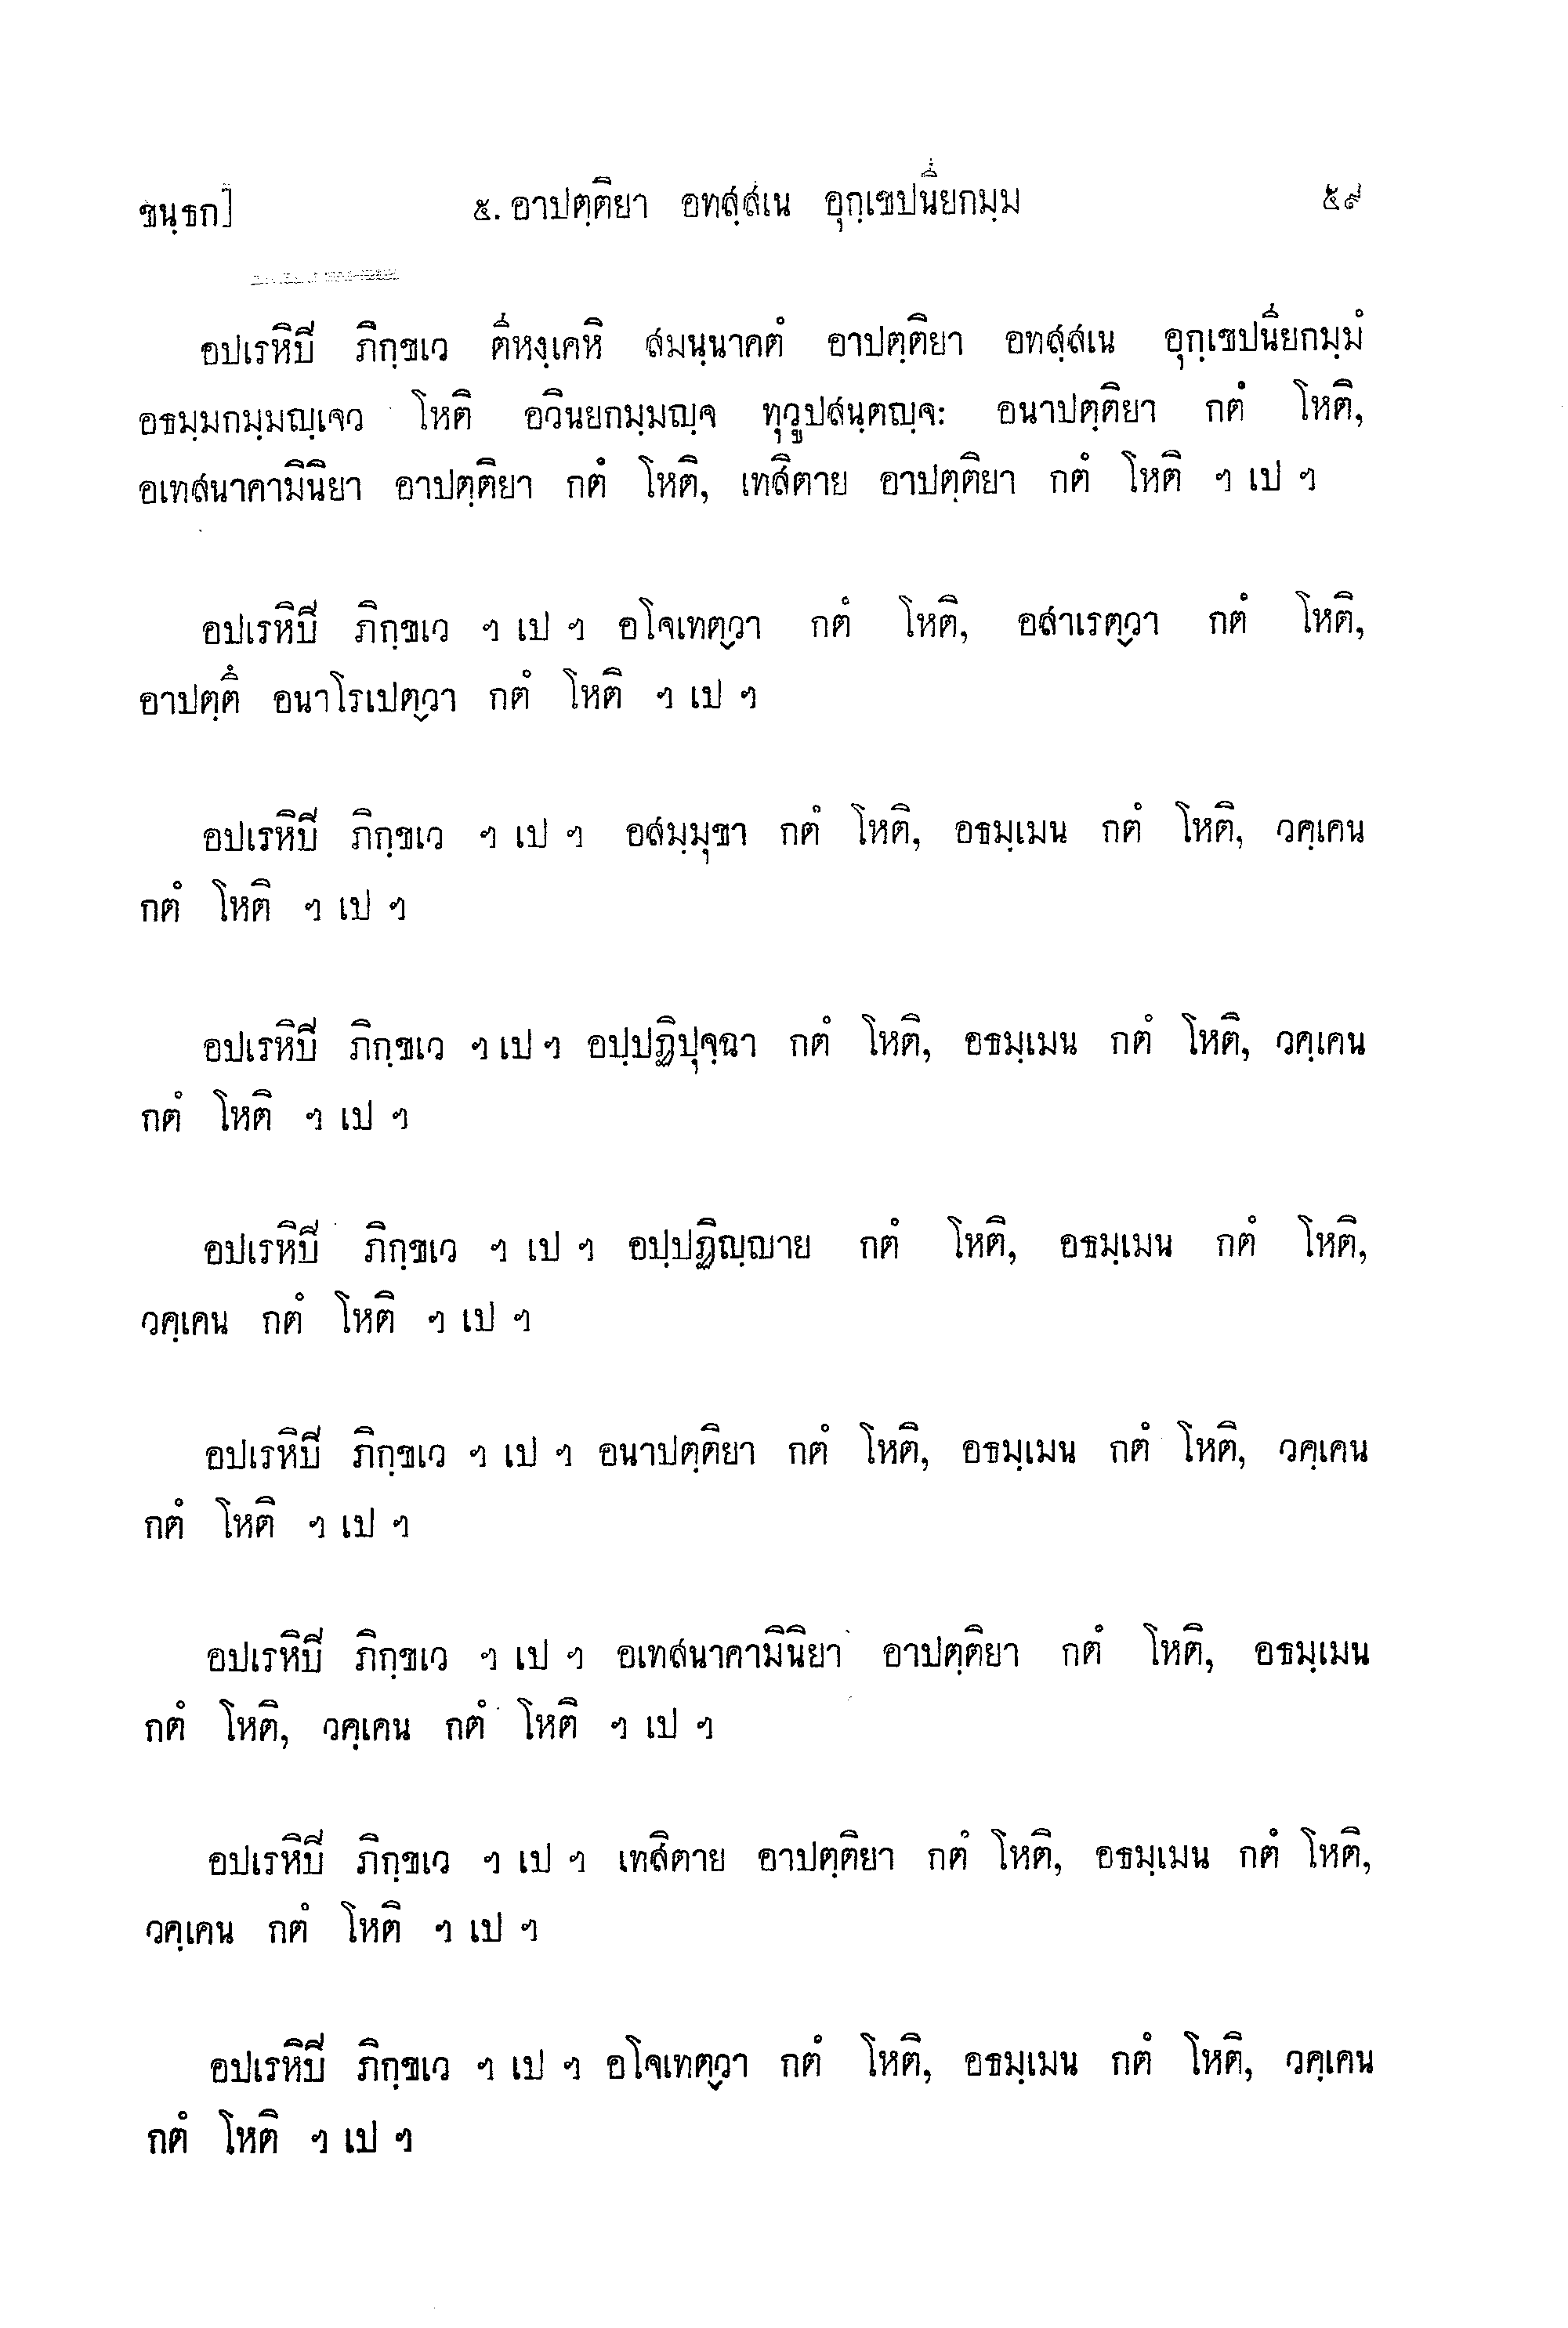 ขนฺธก]   ๕. อาปตฺติยา อทสฺสเน อุกฺเขปนียกมฺม   ๕๙
อปเรหิปี ภิกฺขเว ตีหงฺเคหิ สมนฺนาคตํ อาปตฺติยา อทสฺสเน อุกฺเขปนียกมฺมํ
อธมฺมกมฺมญฺเจว โหติ อวินยกมฺมญฺจ ทุวูปสนฺตญฺจ: อนาปตฺติยา กตํ โหติ,
อเทสนาคามินิยา อาปตฺติยา กตํ โหติ, เทสิตาย อาปตฺติยา กตํ โหติ ฯ เป ฯ
อปเรหิปี ภิกฺขเว ฯ เป ฯ อโจเทตฺวา กตํ โหติ, อสาเรตฺวา กตํ โหติ,
อาปตฺตึ อนาโรเปตฺวา กตํ โหติ ฯ เป ฯ
อปเรหิปี ภิกฺขเว ฯ เป ฯ อสมฺมุขา กตํ โหติ, อธมฺเมน กตํ โหติ, วคฺเคน
กตํ โหติ ฯ เป ฯ
อปเรหิปี ภิกฺขเว ฯ เป ฯ อปฺปฏิปุจฺฉา กตํ โหติ, อธมฺเมน กตํ โหติ, วคฺเคน
กตํ โหติ ฯ เป ฯ
อปเรหิปี ภิกฺขเว ฯ เป ฯ อปฺปฏิญฺญาย กตํ โหติ, อธมฺเมน กตํ โหติ,
วคฺเคน กตํ โหติ ฯ เป ฯ
อปเรหิปี ภิกฺขเว ฯ เป ฯ อนาปตฺติยา กตํ โหติ, อธมฺเมน กตํ โหติ, วคฺเคน
กตํ โหติ ฯ เป ฯ
อปเรหิปี ภิกฺขเว ฯ เป ฯ อเทสนาคามินิยา อาปตฺติยา กตํ โหติ, อธมฺเมน
กตํ โหติ, วคฺเคน กตํ โหติ ฯ เป ฯ
อปเรหิปี ภิกฺขเว ฯ เป ฯ เทสิตาย อาปตฺติยา กตํ โหติ, อธมฺเมน กตํ โหติ,
วคฺเคน กตํ โหติ ฯ เป ฯ
อปเรหิปี ภิกฺขเว ฯ เป ฯ อโจเทตฺวา กตํ โหติ, อธมฺเมน กตํ โหติ, วคฺเคน
กตํ โหติ ฯ เป ฯ